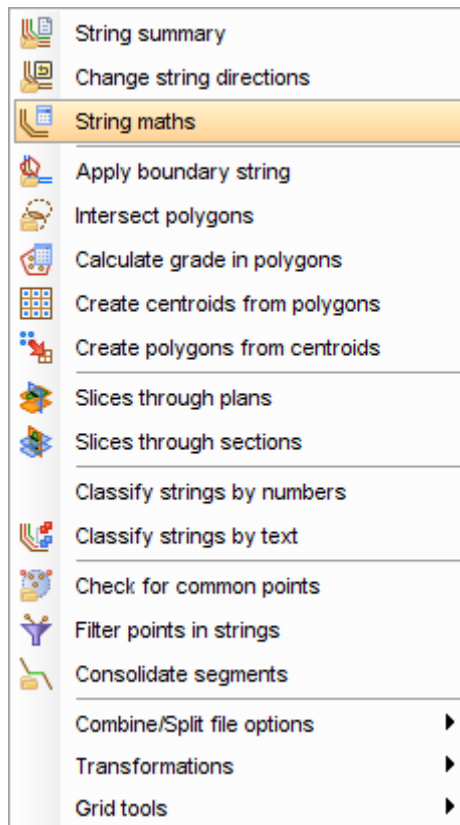 String summary
Change string directions
String maths
Apply boundary string
Intersect polygons
Calculate grade in polygons
Create centroids from polygons
Create polygons from centroids
Slices through plans
Slices through sections
Classify strings by numbers
Classify strings by text
Check for common points
Filter points in strings
Consolidate segments
Combine/Split file options
Transformations
Grid tools